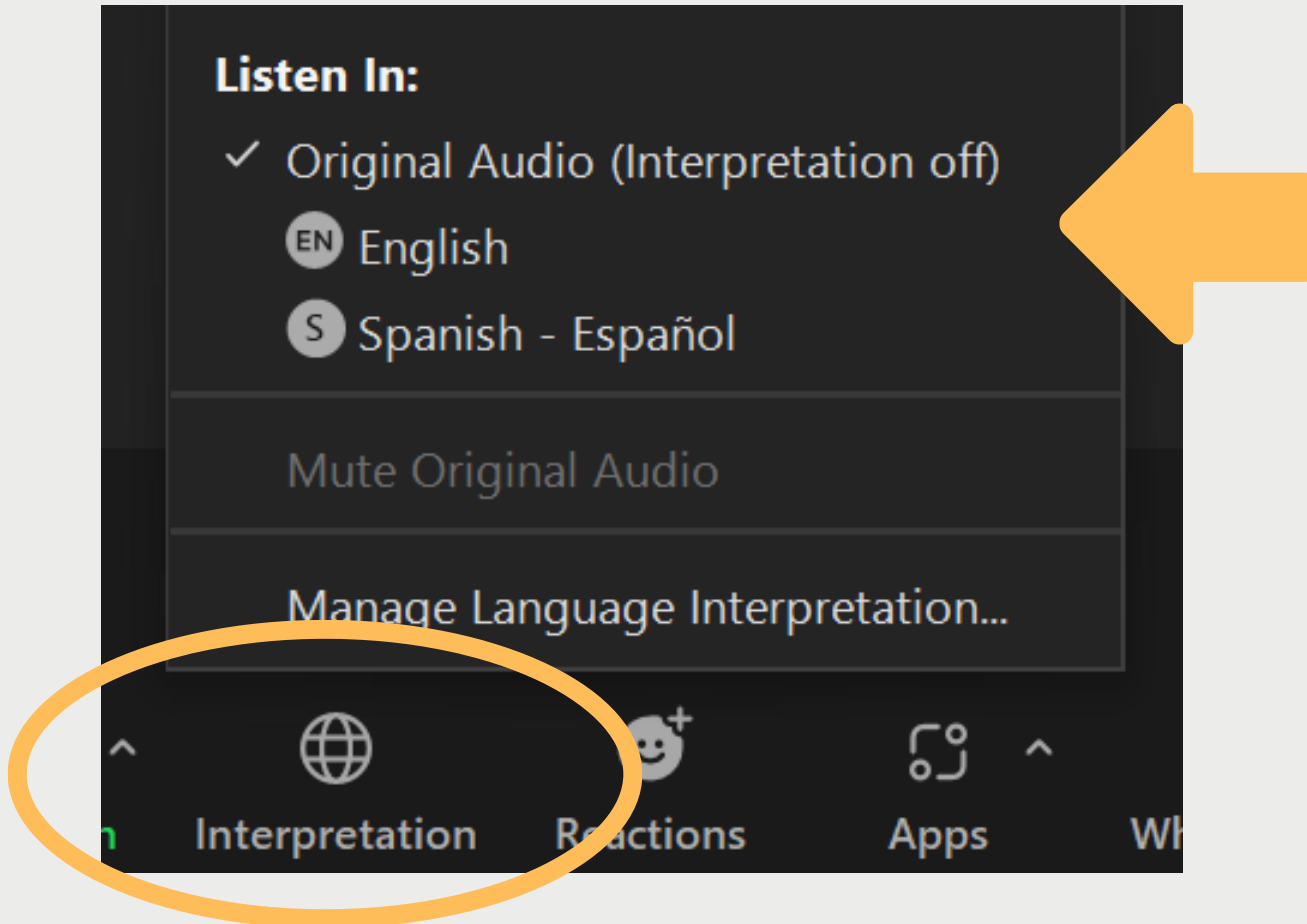 Listen In:
Original Audio (Interpretation off)
EN English
S Spanish - Español
Mute Original Audio
Manage Language Interpretation...
Interpretation Reactions Apps